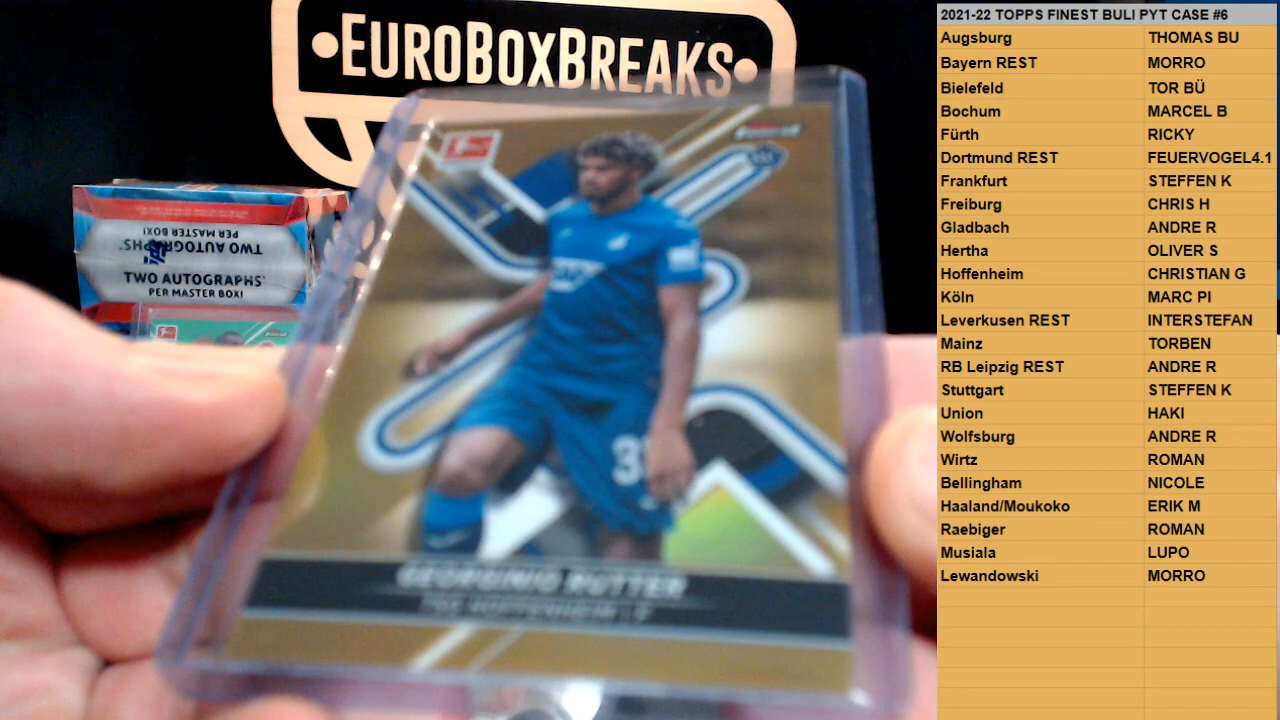 •EUROBOXBREAKS•
TWO AUTOGRAPHS*
PER MASTER BOX!
TWO AUTOGRAPHS*
PER MASTER BOX!
Finest
3
GEORGINIO RUTTER
TSG HOFFENHEIM | F
2021-22 TOPPS FINEST BULI PYT CASE #6
Augsburg THOMAS BU
Bayern REST MORRO
Bielefeld TOR BÜ
Bochum MARCEL B
Fürth RICKY
Dortmund REST FEUERVOGEL4.1
Frankfurt STEFFEN K
Freiburg CHRIS H
Gladbach ANDRE R
Hertha OLIVER S
Hoffenheim CHRISTIAN G
Köln MARC PI
Leverkusen REST INTERSTEFAN
Mainz TORBEN
RB Leipzig REST ANDRE R
Stuttgart STEFFEN K
Union HAKI
Wolfsburg ANDRE R
Wirtz ROMAN
Bellingham NICOLE
Haaland/Moukoko ERIK M
Raebiger ROMAN
Musiala LUPO
Lewandowski MORRO